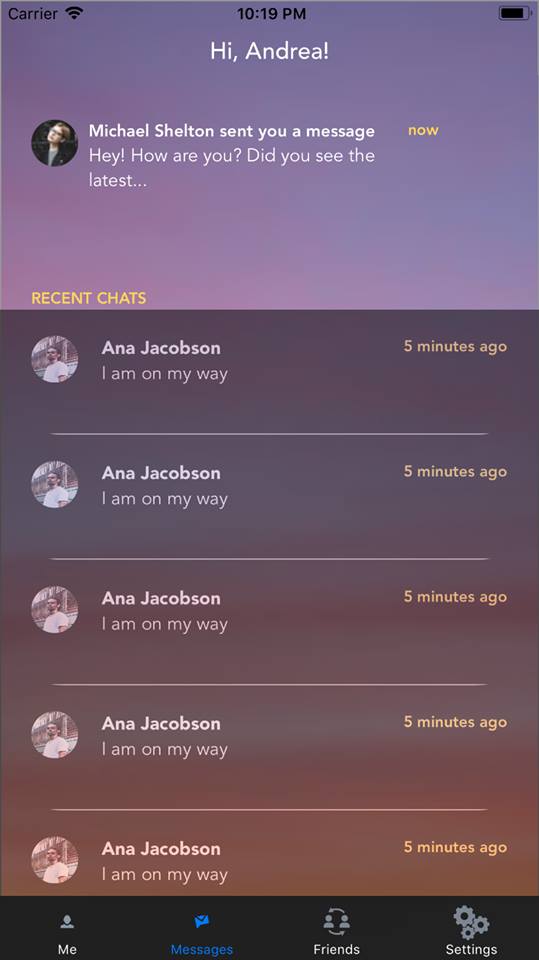 Carrier 10:19 PM
Hi, Andrea!
Michael Shelton sent you a message now
Hey! How are you? Did you see the
latest...
RECENT CHATS
Ana Jacobson 5 minutes ago
I am on my way
Ana Jacobson 5 minutes ago
I am on my way
Ana Jacobson 5 minutes ago
I am on my way
Ana Jacobson 5 minutes ago
I am on my way
Ana Jacobson 5 minutes ago
I am on my way
Me Messages Friends Settings